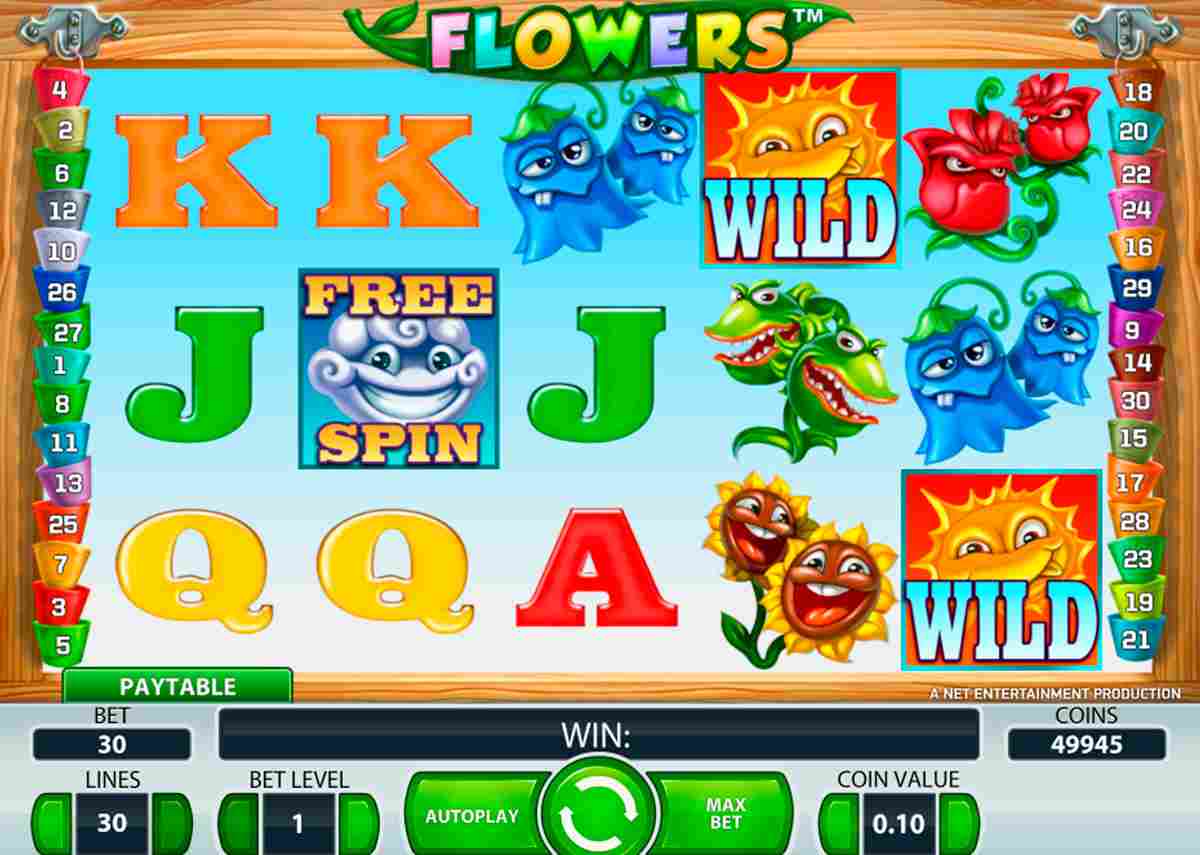 FLOWERS™
4
2
6
12
10
26
27
1
8
11
13
25
7
3
5
K K WILD
J FREE SPIN J
Q Q A WILD
18
20
22
24
16
29
9
14
30
15
17
28
23
19
21
PAYTABLE
A NET ENTERTAINMENT PRODUCTION
BET
30
WIN:
COINS
49945
LINES
30
BET LEVEL
1
AUTOPLAY
MAX
BET
COIN VALUE
0.10